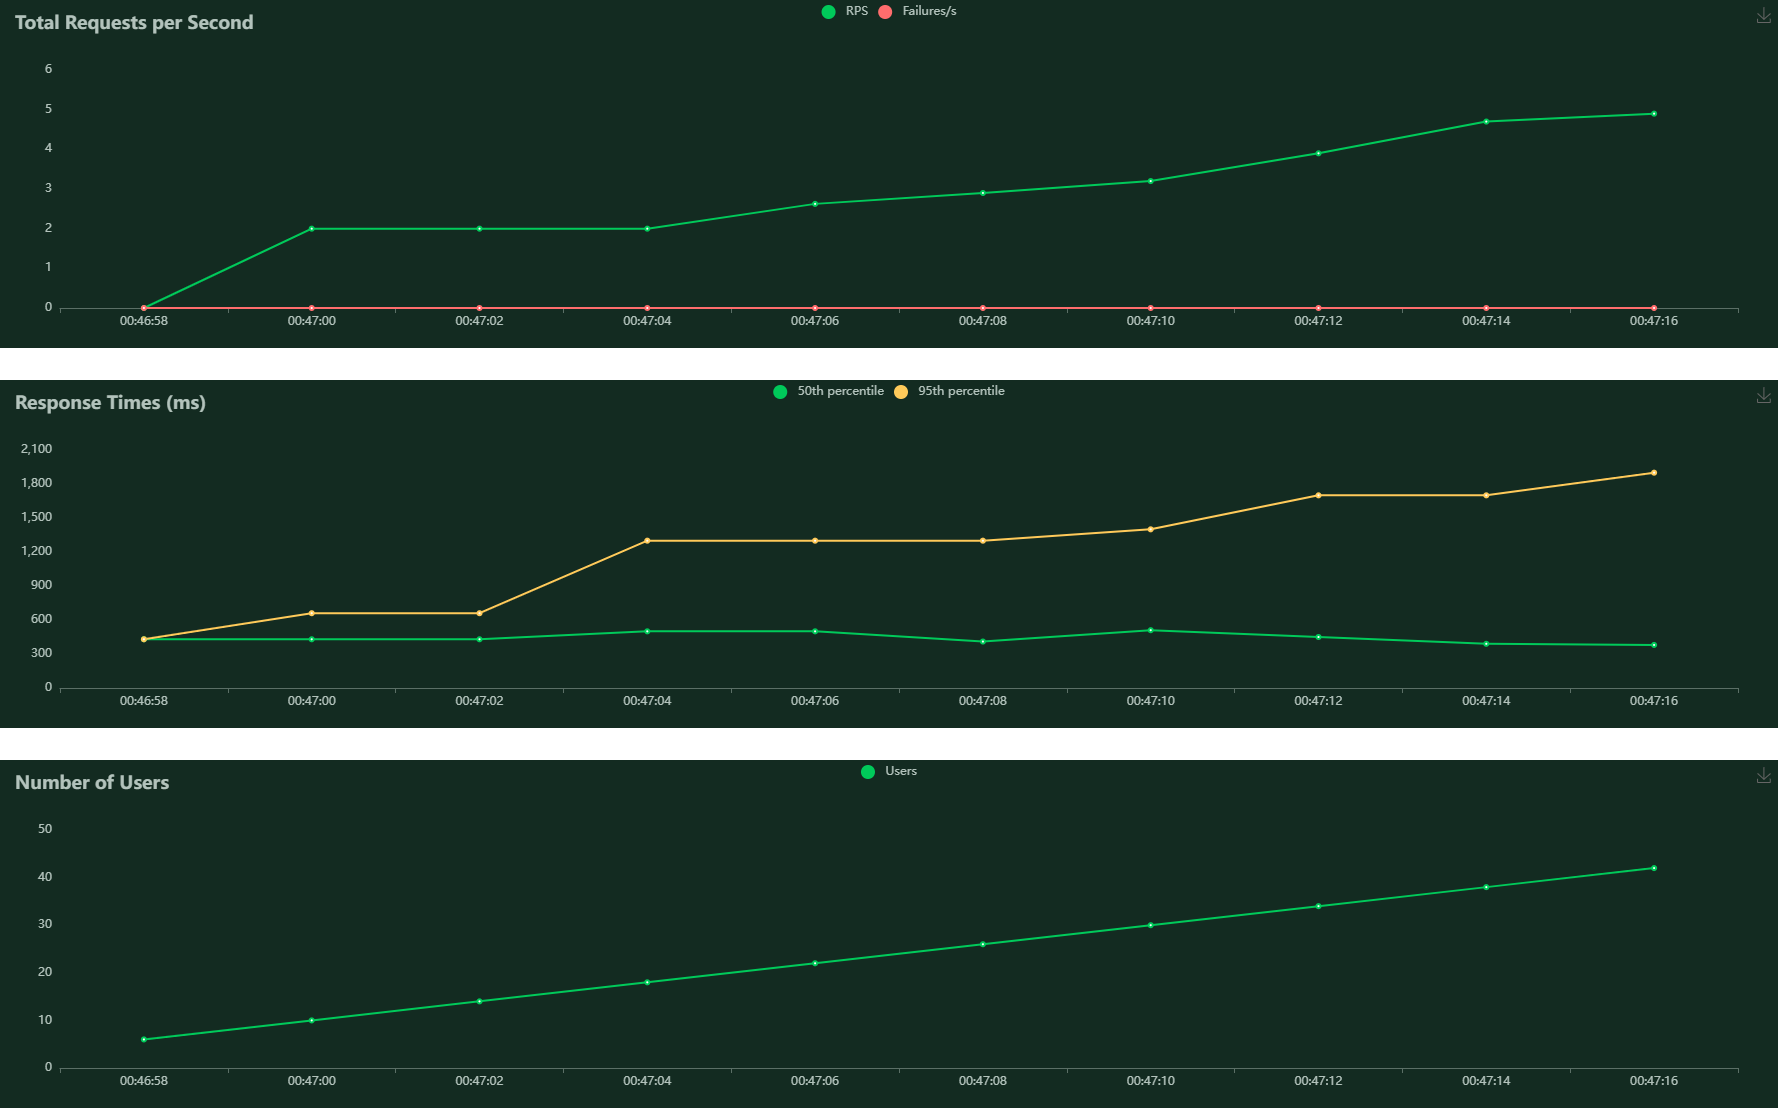 Total Requests per Second
RPS Failures/s
6
5
4
3
2
1
0
00:46:58 00:47:00 00:47:02 00:47:04 00:47:06 00:47:08 00:47:10 00:47:12 00:47:14 00:47:16
Response Times (ms)
50th percentile 95th percentile
2,100
1,800
1,500
1,200
900
600
300
0
00:46:58 00:47:00 00:47:02 00:47:04 00:47:06 00:47:08 00:47:10 00:47:12 00:47:14 00:47:16
Number of Users
Users
50
40
30
20
10
0
00:46:58 00:47:00 00:47:02 00:47:04 00:47:06 00:47:08 00:47:10 00:47:12 00:47:14 00:47:16